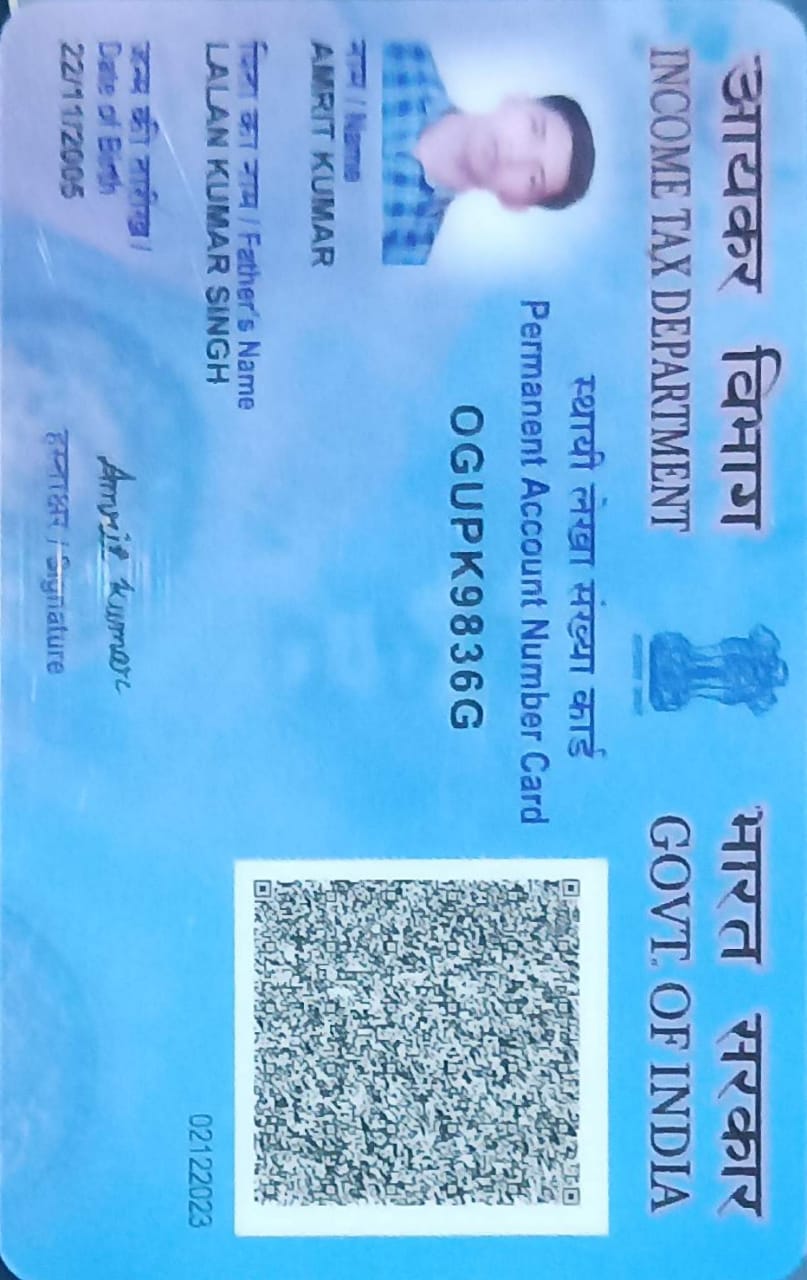 आयकर विभाग
INCOME TAX DEPARTMENT
भारत सरकार
GOVT. OF INDIA
स्थायी लेखा संख्या कार्ड
Permanent Account Number Card
OGUPK9836G
नाम / Name
AMRIT KUMAR
पिता का नाम / Father's Name
LALAN KUMAR SINGH
जन्म की तारीख /
Date of Birth
22/11/2005
Amrit Kumar
हस्ताक्षर / Signature
02122023